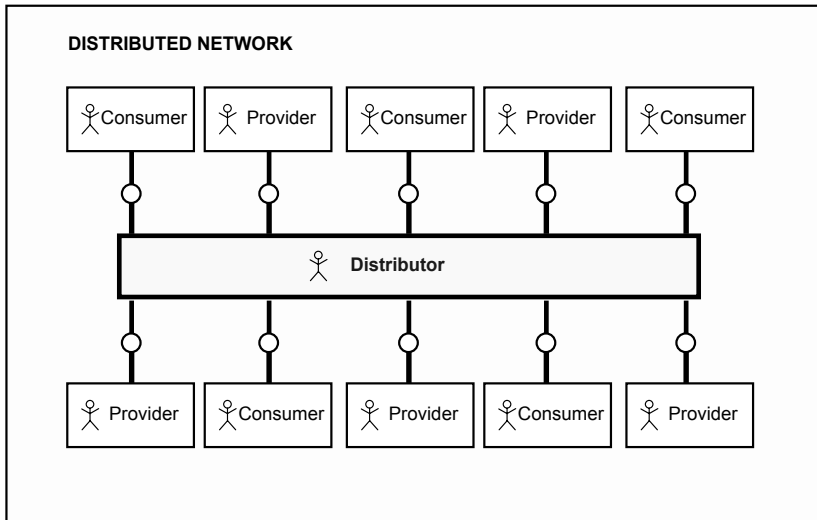 DISTRIBUTED NETWORK
Consumer
Provider
Consumer
Provider
Consumer
Distributor
Provider
Consumer
Provider
Consumer
Provider